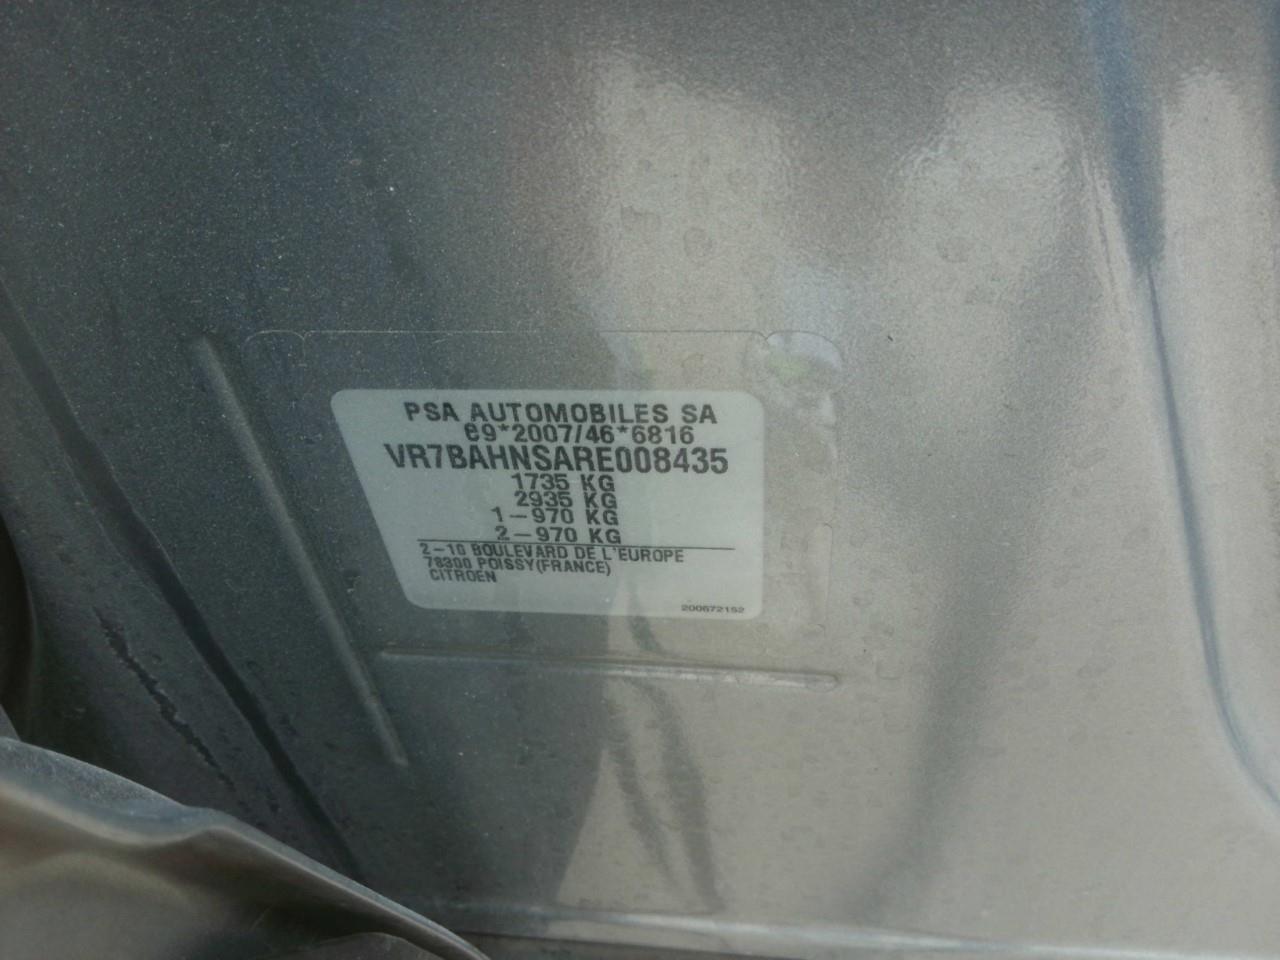 PSA AUTOMOBILES SA
e9*2007/46*6816
VR7BAHNSARE008435
1735 KG
2935 KG
1-970 KG
2-970 KG
2-10 BOULEVARD DE L'EUROPE
78300 POISSY(FRANCE)
CITROEN
200672152